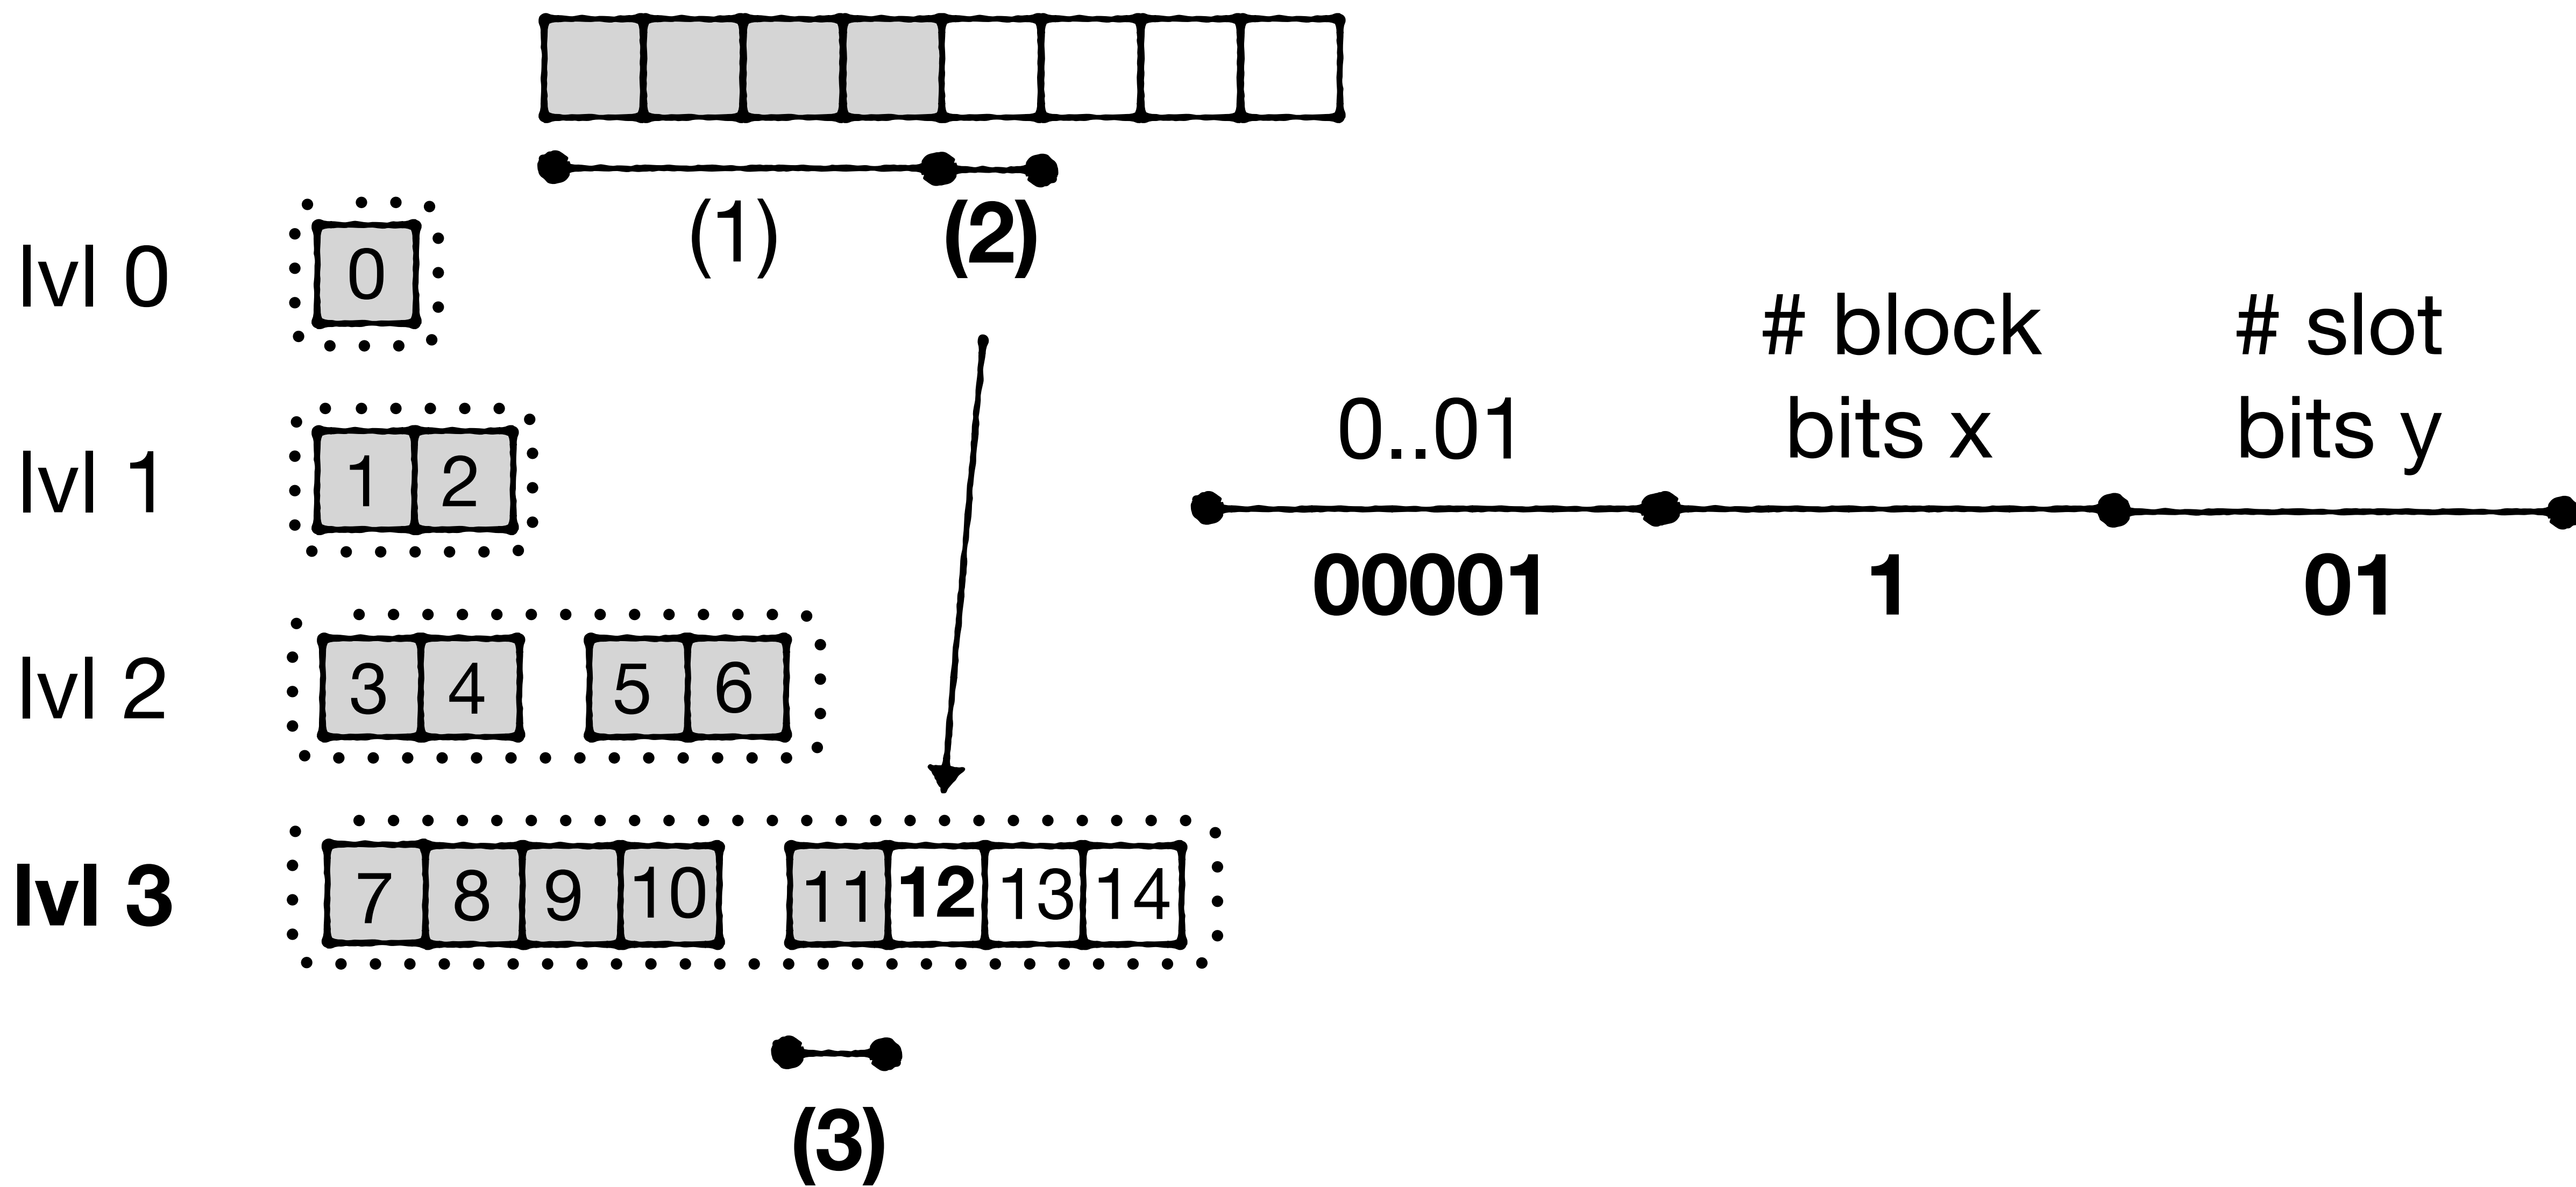 (1) (2)
lvl 0 0
# block # slot
0..01 bits x bits y
lvl 1 1 2
00001 1 01
lvl 2 3 4 5 6
lvl 3 7 8 9 10 11 12 13 14
(3)